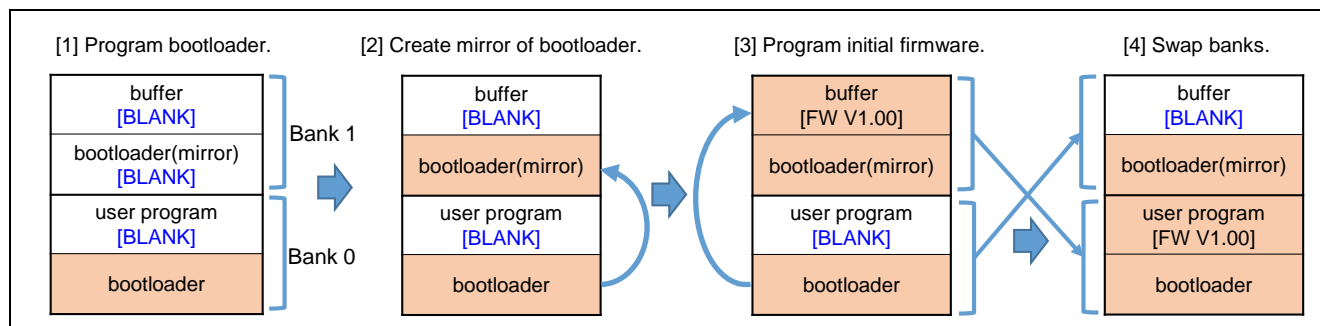 [1] Program bootloader.
buffer
[BLANK]
bootloader(mirror)
[BLANK]
user program
[BLANK]
bootloader
Bank 1
Bank 0
[2] Create mirror of bootloader.
buffer
[BLANK]
bootloader(mirror)
user program
[BLANK]
bootloader
[3] Program initial firmware.
buffer
[FW V1.00]
bootloader(mirror)
user program
[BLANK]
bootloader
[4] Swap banks.
buffer
[BLANK]
bootloader(mirror)
user program
[FW V1.00]
bootloader